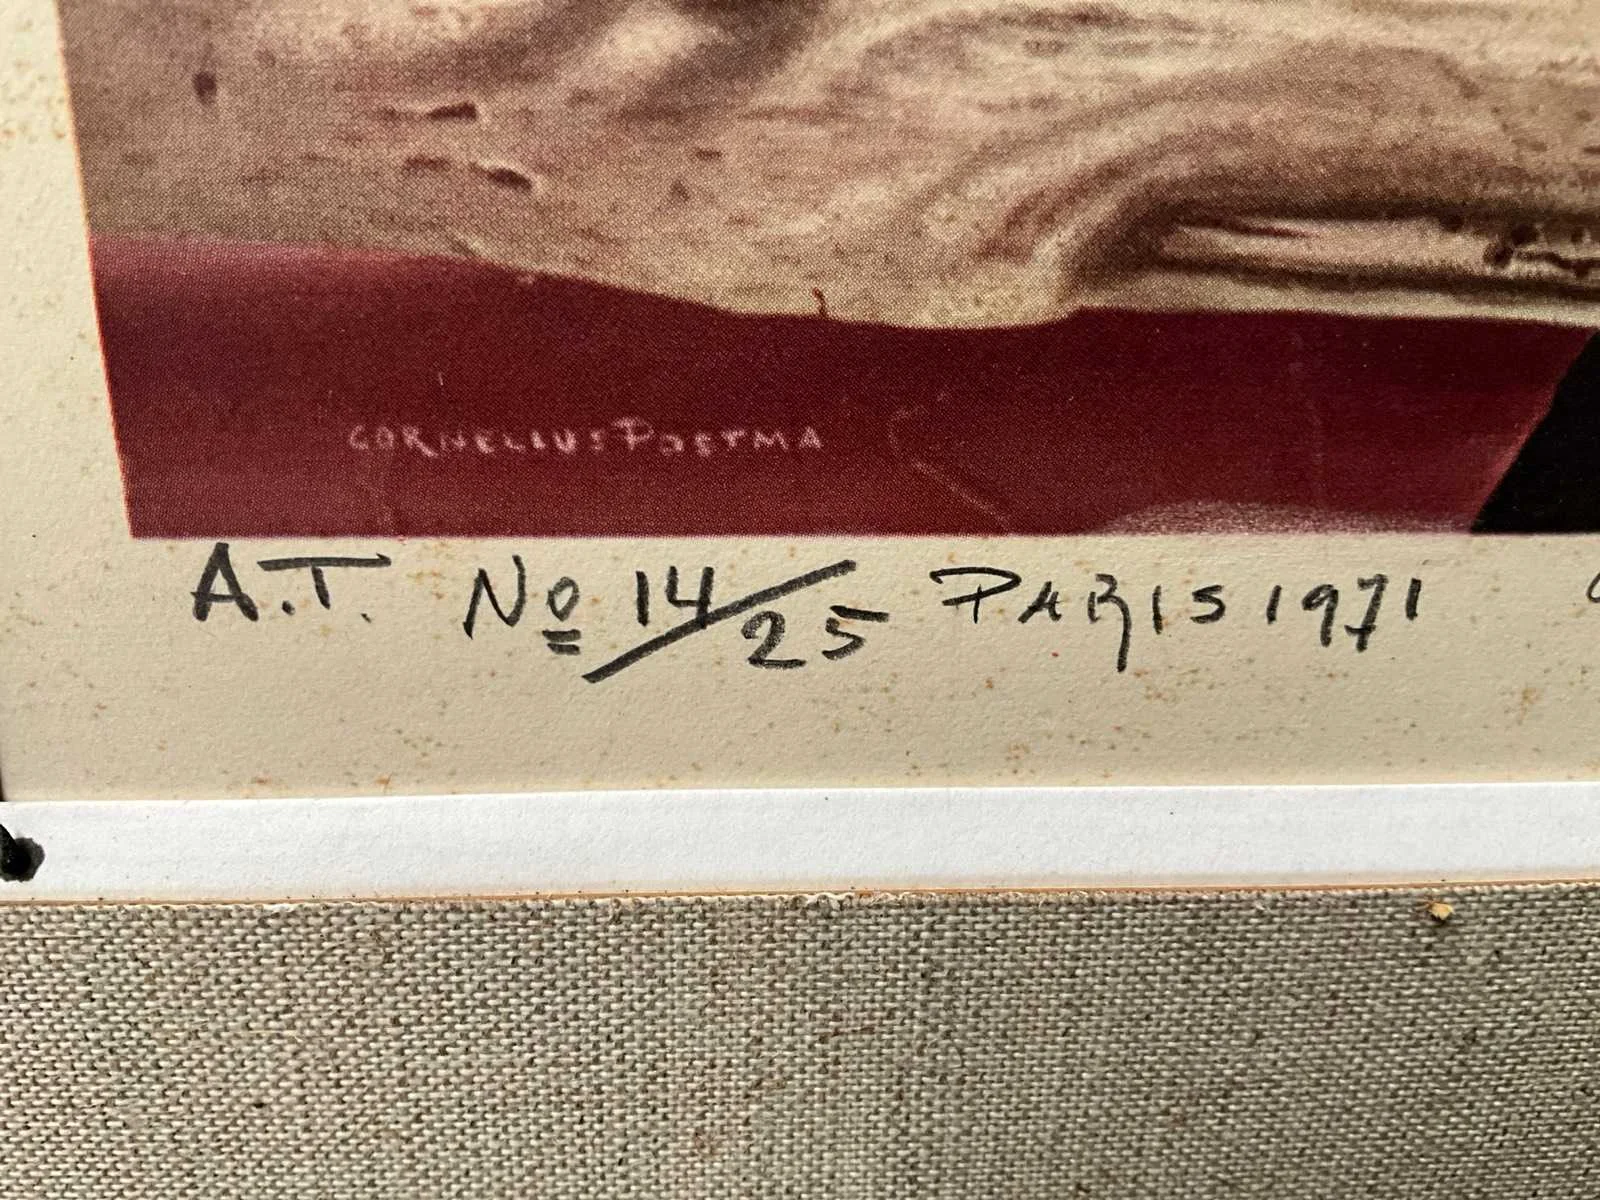 CORNELIUS POSTMA
A.T. Nº 14/25 PARIS 1971